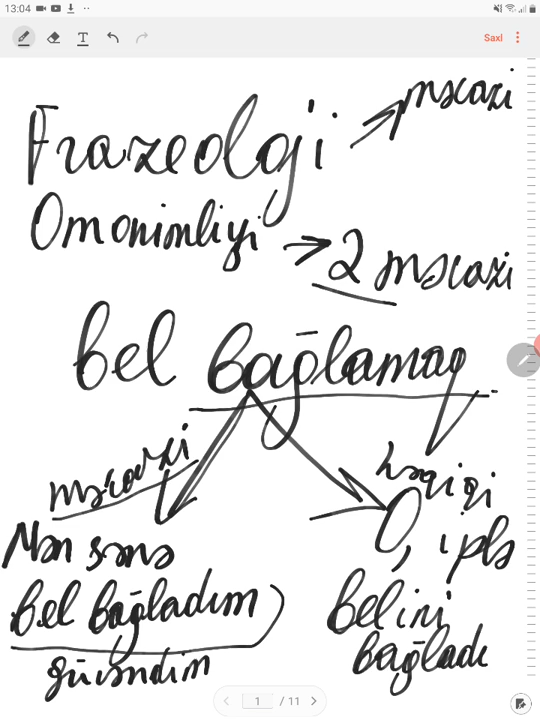 13:04
T
Saxl
məcazi
Frazeoloji →
Omonimliyi → 2 məcazi
bel bağlamaq
məcazi
həqiqi
Mən sənə
bel bağladım)
güvəndim
O, iplə
belini
bağladı
1 / 11